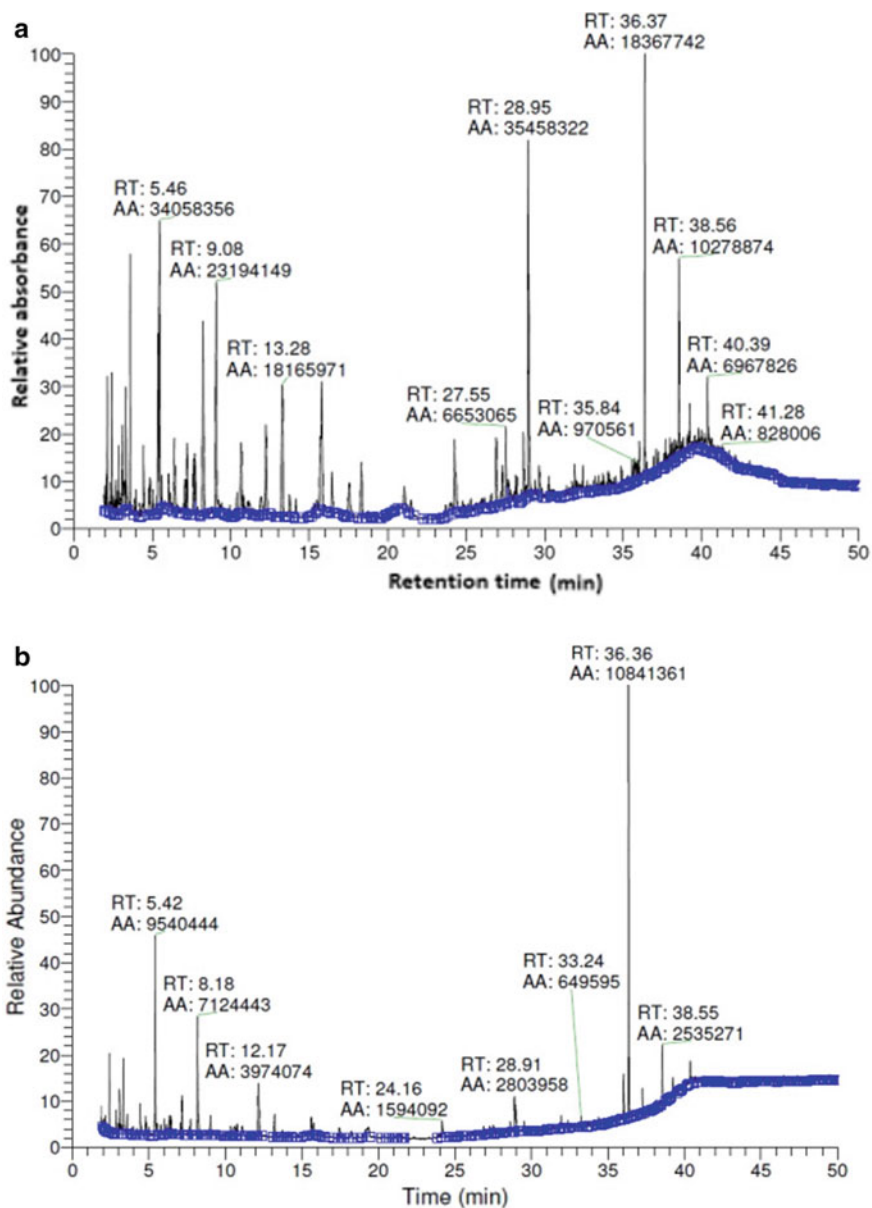 a
RT: 36.37
AA: 18367742
RT: 28.95
AA: 35458322
RT: 5.46
AA: 34058356
RT: 9.08
AA: 23194149
RT: 38.56
AA: 10278874
RT: 13.28
AA: 18165971
RT: 40.39
AA: 6967826
RT: 27.55
AA: 6653065
RT: 35.84
AA: 970561
RT: 41.28
AA: 828006
Relative absorbance
100
90
80
70
60
50
40
30
20
10
0
0 5 10 15 20 25 30 35 40 45 50
Retention time (min)
b
RT: 36.36
AA: 10841361
RT: 5.42
AA: 9540444
RT: 8.18
AA: 7124443
RT: 33.24
AA: 649595
RT: 12.17
AA: 3974074
RT: 38.55
AA: 2535271
RT: 28.91
AA: 2803958
RT: 24.16
AA: 1594092
Relative Abundance
100
90
80
70
60
50
40
30
20
10
0
0 5 10 15 20 25 30 35 40 45 50
Time (min)